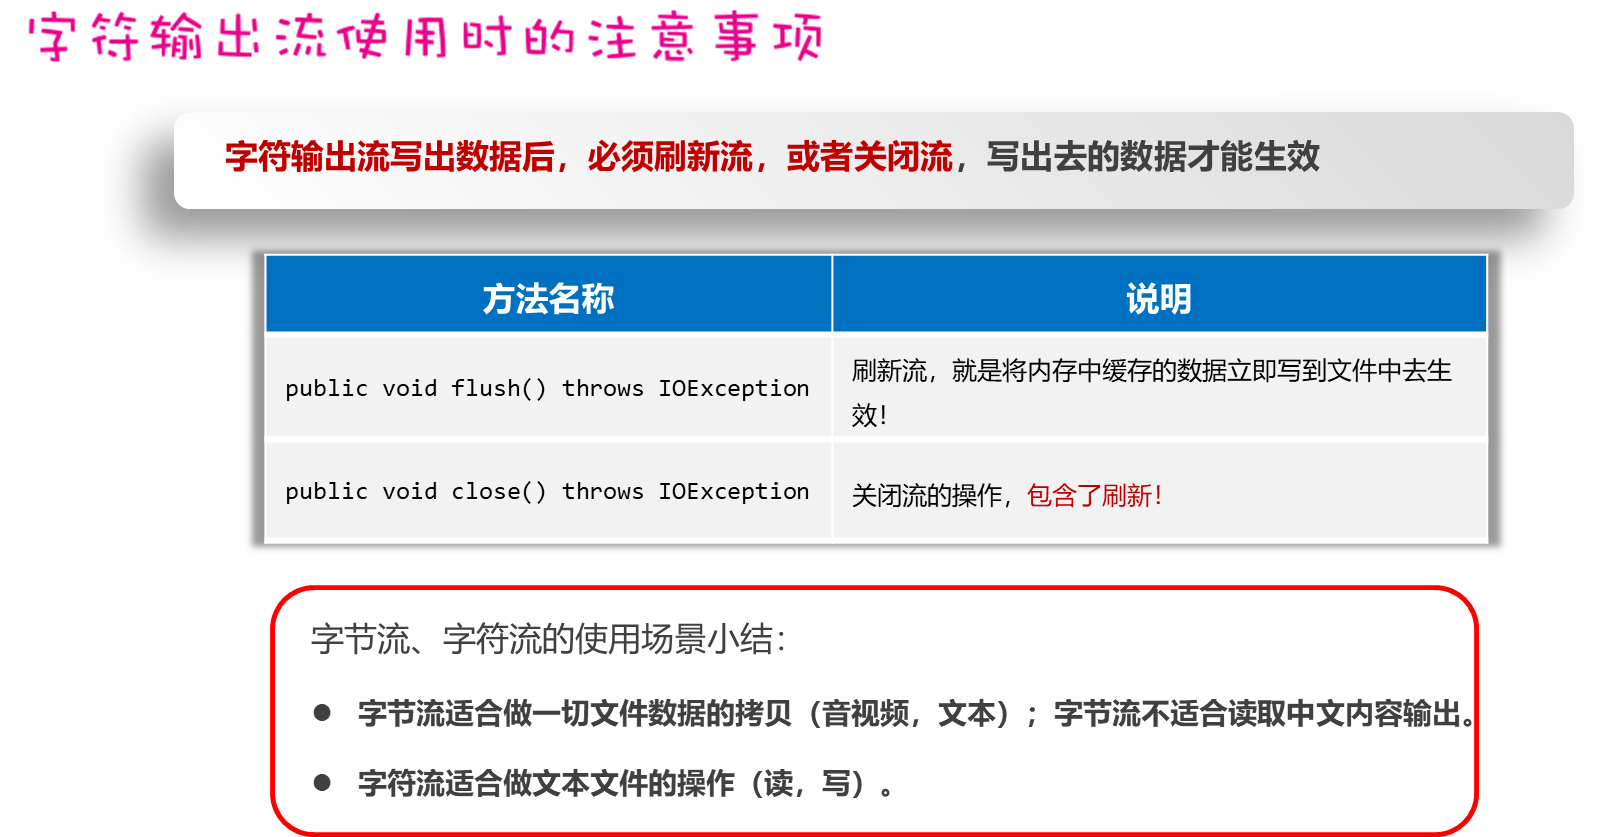 字符输出流使用时的注意事项
字符输出流写出数据后，必须刷新流，或者关闭流，写出去的数据才能生效
方法名称
说明
public void flush() throws IOException
刷新流，就是将内存中缓存的数据立即写到文件中去生
效！
public void close() throws IOException
关闭流的操作，包含了刷新！
字节流、字符流的使用场景小结：
● 字节流适合做一切文件数据的拷贝（音视频，文本）；字节流不适合读取中文内容输出。
● 字符流适合做文本文件的操作（读，写）。